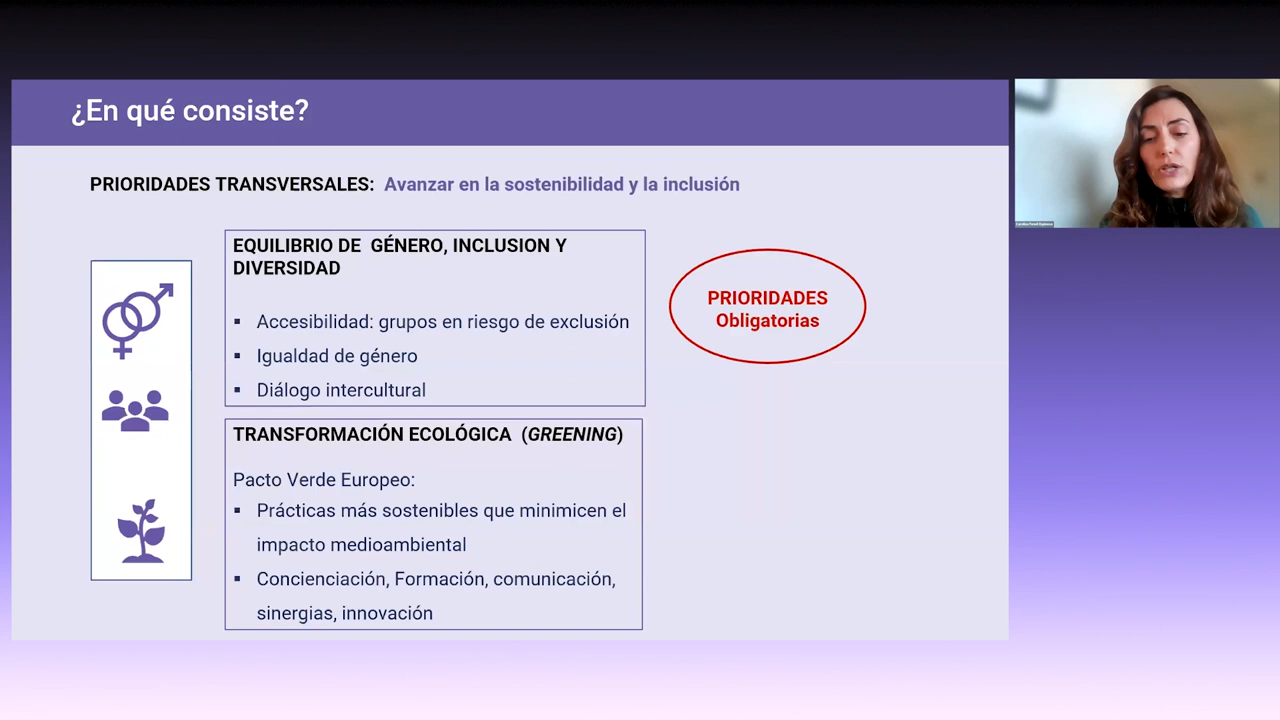 ¿En qué consiste?
PRIORIDADES TRANSVERSALES: Avanzar en la sostenibilidad y la inclusión
EQUILIBRIO DE GÉNERO, INCLUSION Y
DIVERSIDAD
▪ Accesibilidad: grupos en riesgo de exclusión
▪ Igualdad de género
▪ Diálogo intercultural
PRIORIDADES
Obligatorias
TRANSFORMACIÓN ECOLÓGICA (GREENING)
Pacto Verde Europeo:
▪ Prácticas más sostenibles que minimicen el
impacto medioambiental
▪ Concienciación, Formación, comunicación,
sinergias, innovación